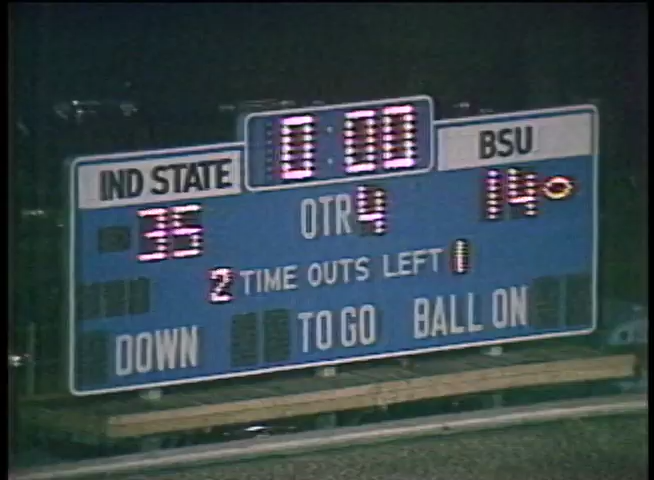 0:00
IND STATE BSU
35 QTR 4 14
2 TIME OUTS LEFT 1
DOWN TO GO BALL ON